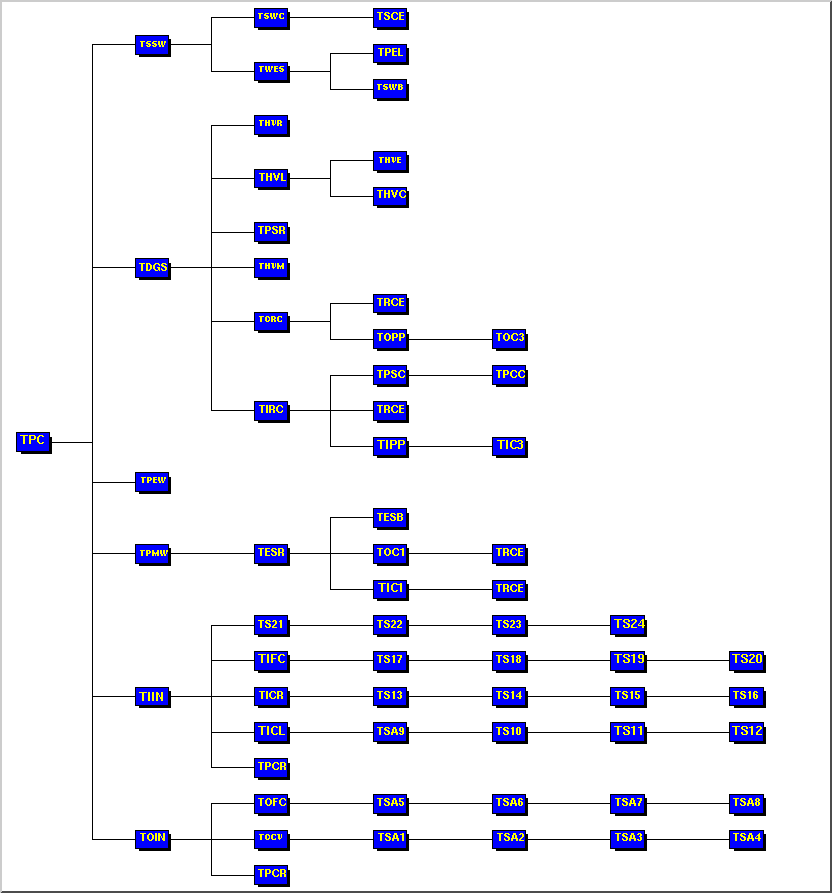 TSWC TSCE
TSSW
TPEL
TWES
TSWB
THVR
THVE
THVL
THVC
TPSR
TDGS THVM
TRCE
TORC
TOPP TOC3
TPSC TPCC
TIRC TRCE
TPC
TIPP TIC3
TPEW
TESB
TPMW TESR TOC1 TRCE
TIC1 TRCE
TS21 TS22 TS23 TS24
TIFC TS17 TS18 TS19 TS20
TIIN TICR TS13 TS14 TS15 TS16
TICL TSA9 TS10 TS11 TS12
TPCR
TOFC TSA5 TSA6 TSA7 TSA8
TOIN TOCV TSA1 TSA2 TSA3 TSA4
TPCR